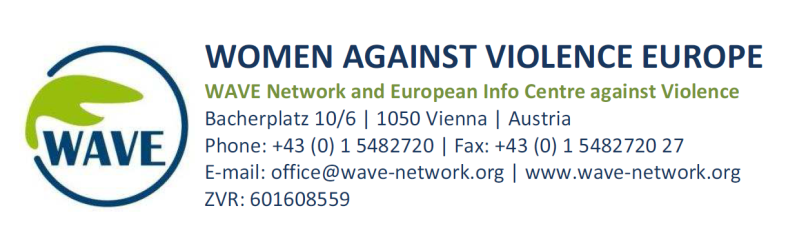 WAVE
WOMEN AGAINST VIOLENCE EUROPE
WAVE Network and European Info Centre against Violence
Bacherplatz 10/6 | 1050 Vienna | Austria
Phone: +43 (0) 1 5482720 | Fax: +43 (0) 1 5482720 27
E-mail: office@wave-network.org | www.wave-network.org
ZVR: 601608559